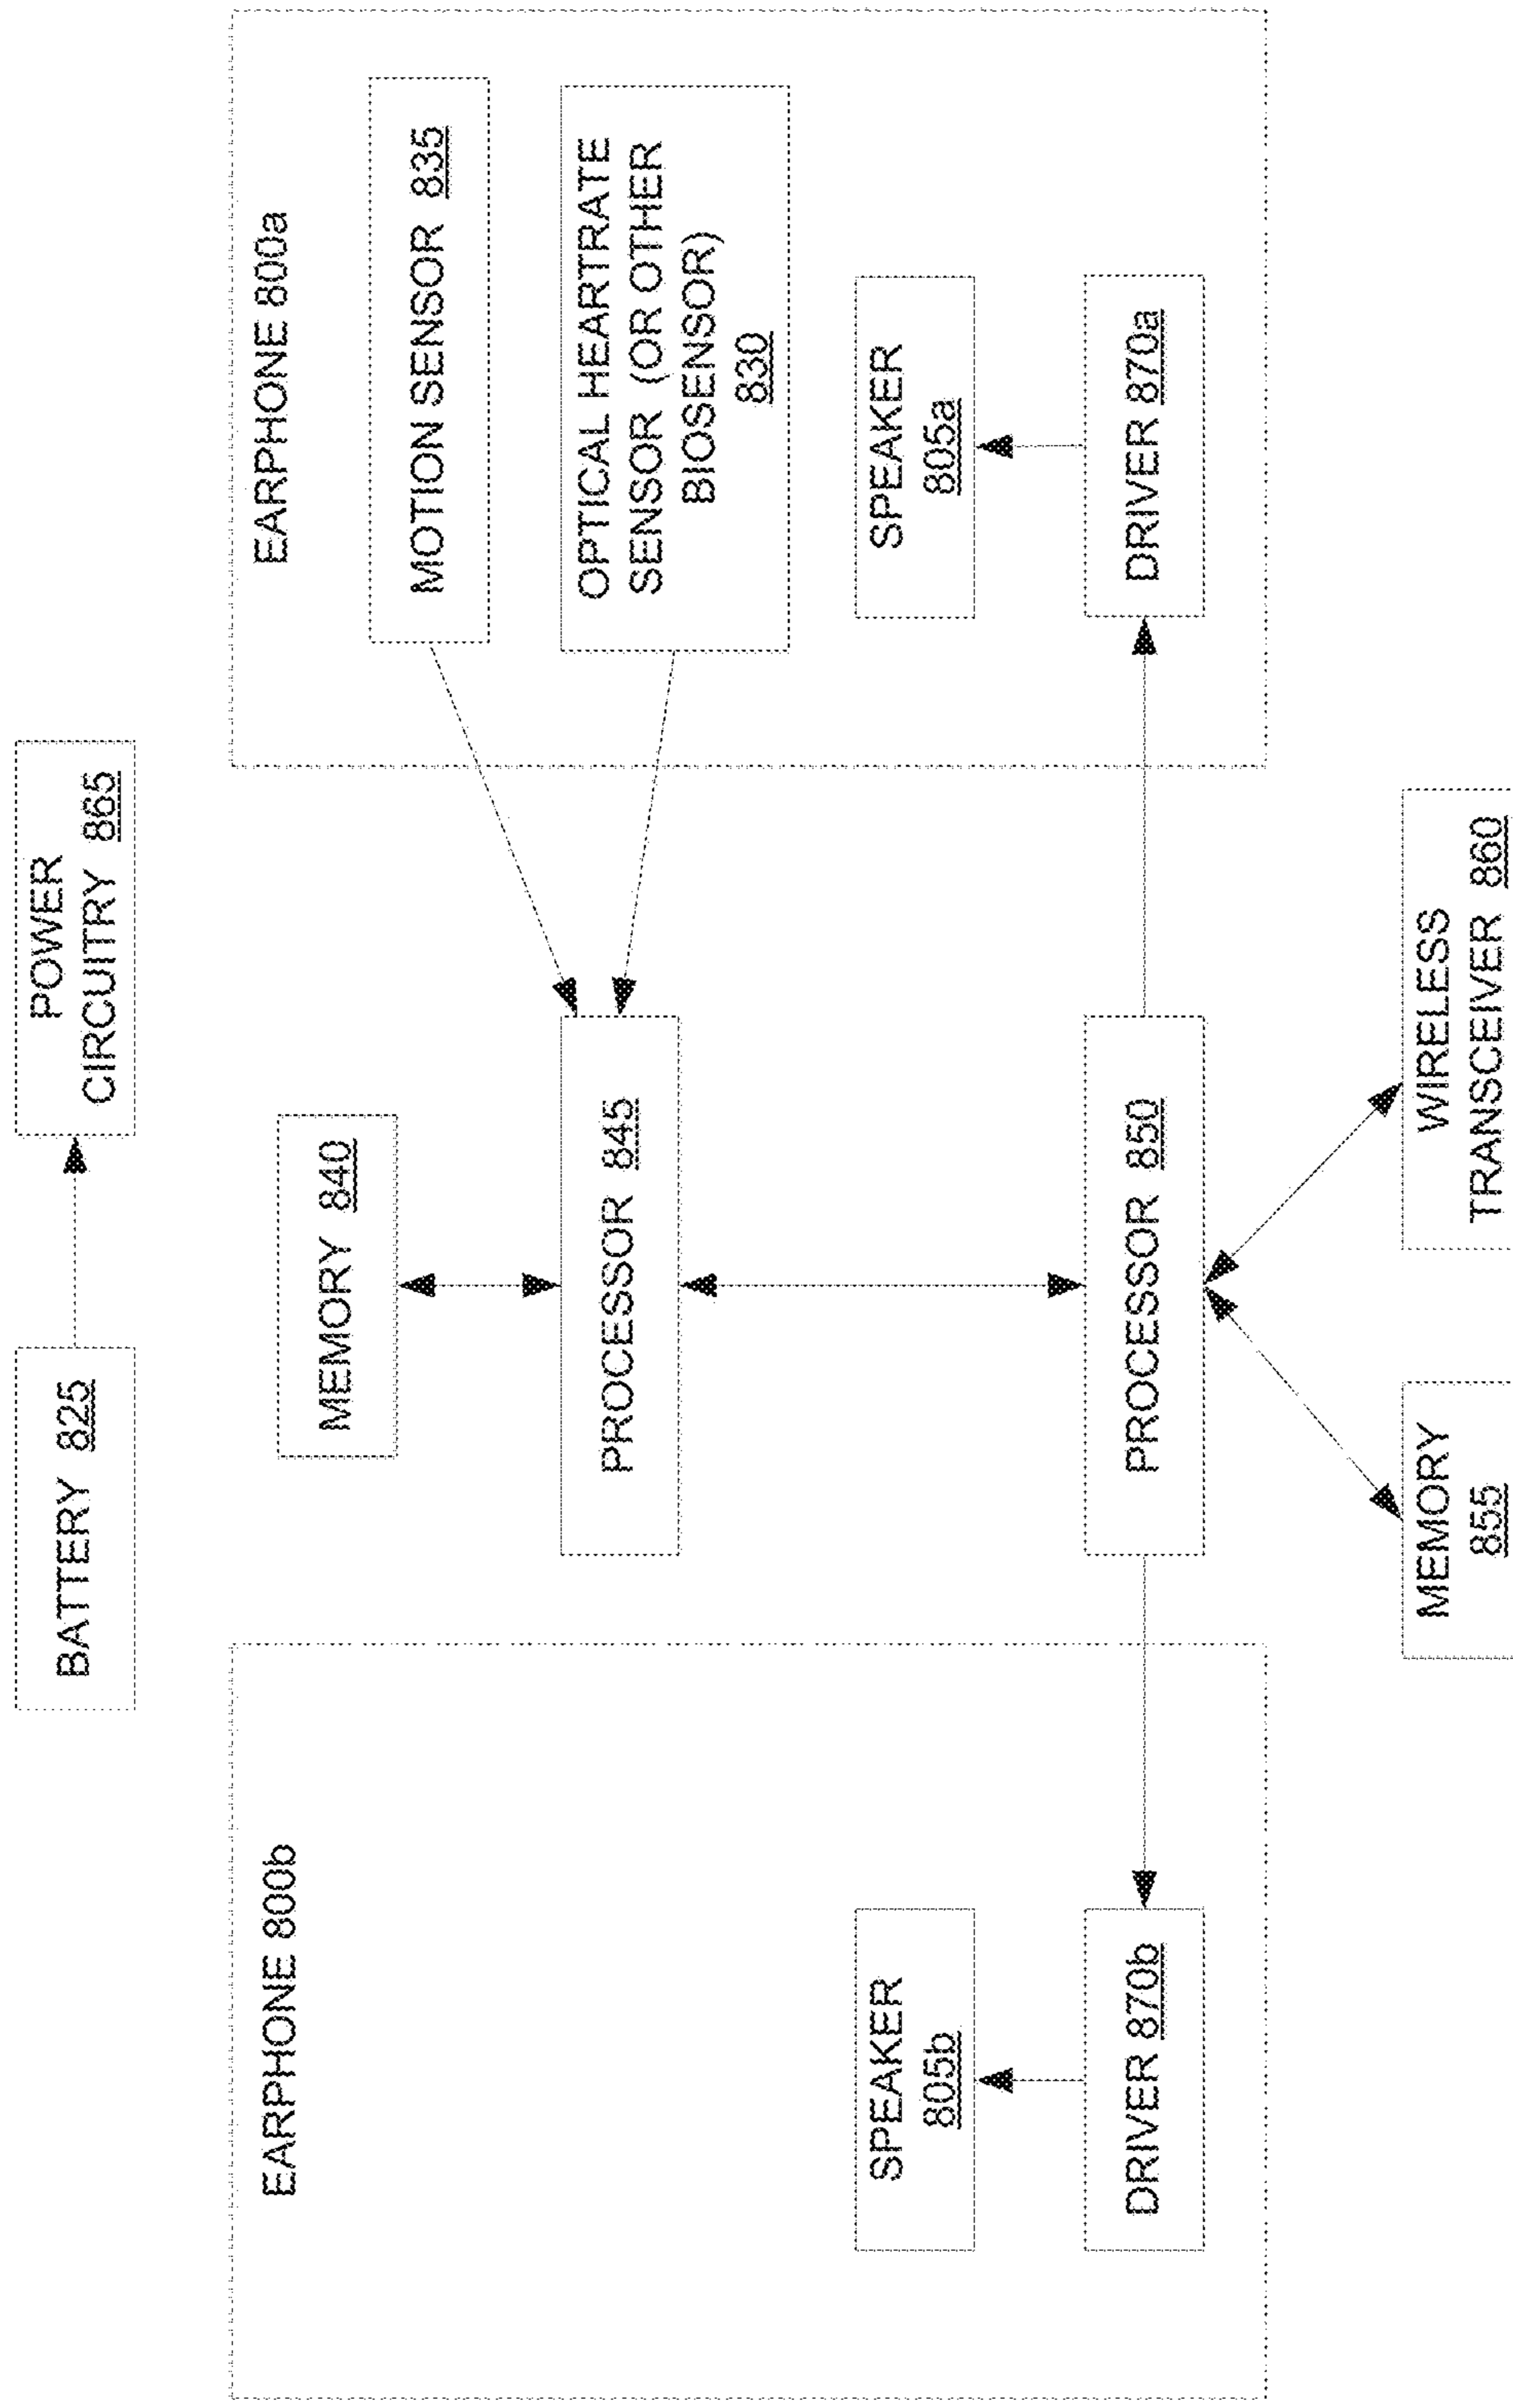 BATTERY 825
POWER
CIRCUITRY 865
EARPHONE 800b
EARPHONE 800a
MEMORY 840
MOTION SENSOR 835
PROCESSOR 845
OPTICAL HEARTRATE
SENSOR (OR OTHER
BIOSENSOR)
830
SPEAKER
805b
SPEAKER
805a
DRIVER 870b
PROCESSOR 850
DRIVER 870a
MEMORY
855
WIRELESS
TRANSCEIVER 860